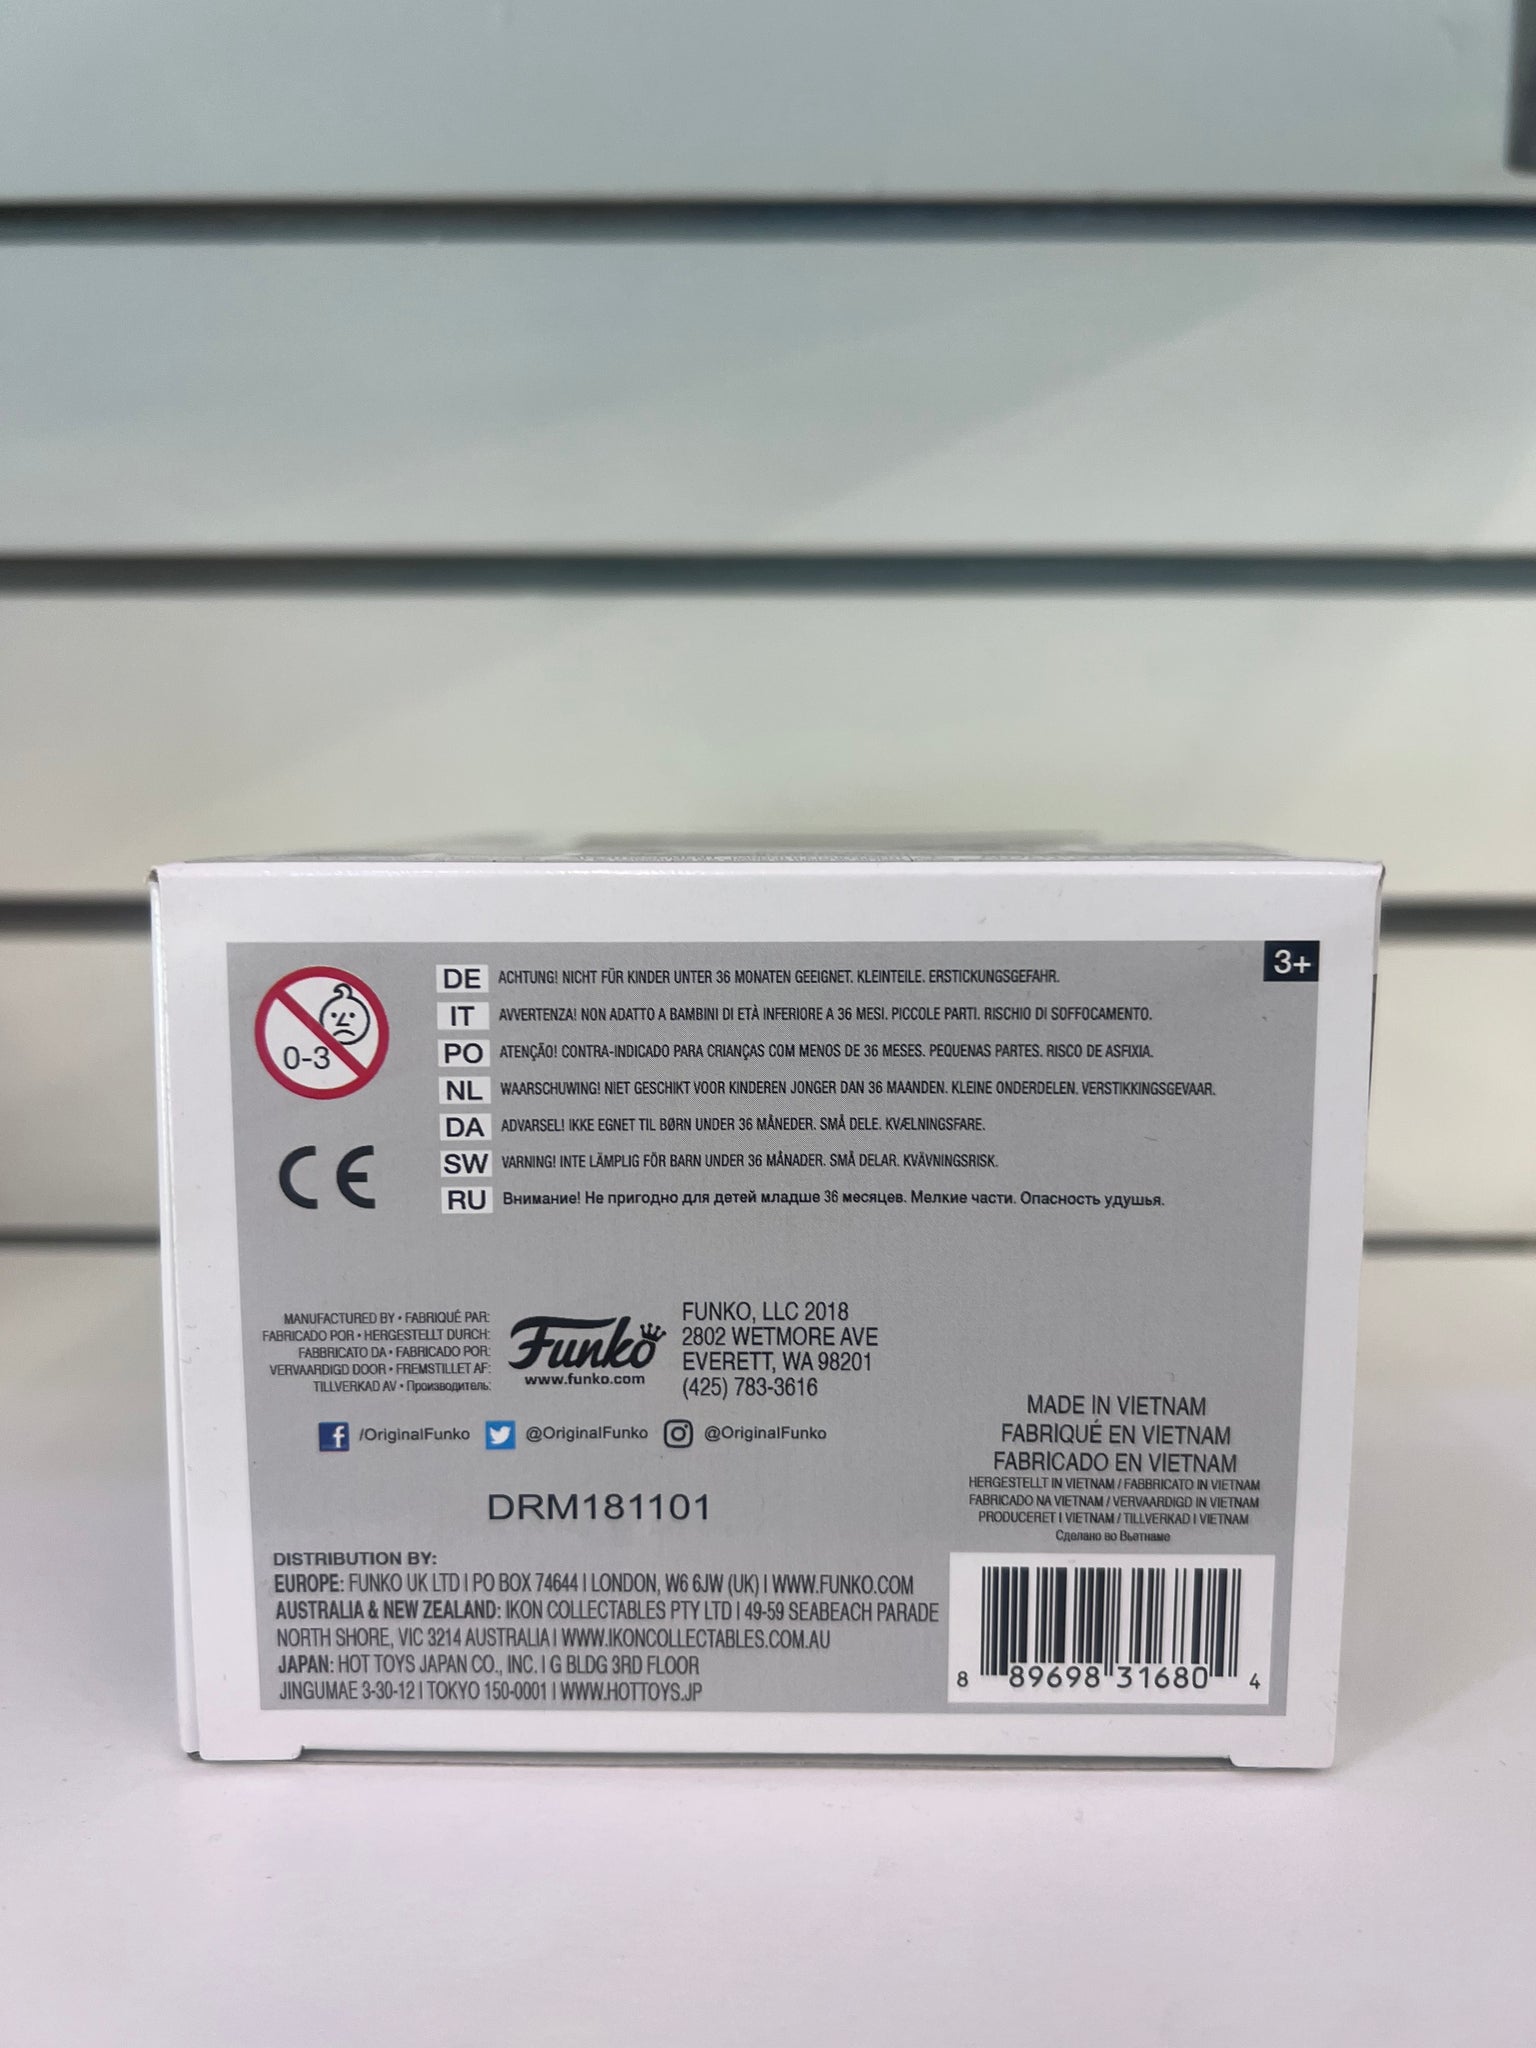 3+
0-3
DE ACHTUNG! NICHT FÜR KINDER UNTER 36 MONATEN GEEIGNET. KLEINTEILE. ERSTICKUNGSGEFAHR.
IT AVVERTENZA! NON ADATTO A BAMBINI DI ETÀ INFERIORE A 36 MESI. PICCOLE PARTI. RISCHIO DI SOFFOCAMENTO.
PO ATENÇÃO! CONTRA-INDICADO PARA CRIANÇAS COM MENOS DE 36 MESES. PEQUENAS PARTES. RISCO DE ASFIXIA.
NL WAARSCHUWING! NIET GESCHIKT VOOR KINDEREN JONGER DAN 36 MAANDEN. KLEINE ONDERDELEN. VERSTIKKINGSGEVAAR.
DA ADVARSEL! IKKE EGNET TIL BØRN UNDER 36 MÅNEDER. SMÅ DELE. KVÆLNINGSFARE.
SW VARNING! INTE LÄMPLIG FÖR BARN UNDER 36 MÅNADER. SMÅ DELAR. KVÄVNINGSRISK.
RU Внимание! Не пригодно для детей младше 36 месяцев. Мелкие части. Опасность удушья.
CE
MANUFACTURED BY • FABRIQUÉ PAR:
FABRICADO POR • HERGESTELLT DURCH:
FABBRICATO DA • FABRICADO POR:
VERVAARDIGD DOOR • FREMSTILLET AF:
TILLVERKAD AV • Производитель:
Funko
www.funko.com
FUNKO, LLC 2018
2802 WETMORE AVE
EVERETT, WA 98201
(425) 783-3616
/OriginalFunko @OriginalFunko @OriginalFunko
MADE IN VIETNAM
FABRIQUÉ EN VIETNAM
FABRICADO EN VIETNAM
HERGESTELLT IN VIETNAM / FABBRICATO IN VIETNAM
FABRICADO NA VIETNAM / VERVAARDIGD IN VIETNAM
PRODUCERET I VIETNAM / TILLVERKAD I VIETNAM
Сделано во Вьетнаме
DRM181101
DISTRIBUTION BY:
EUROPE: FUNKO UK LTD I PO BOX 74644 I LONDON, W6 6JW (UK) I WWW.FUNKO.COM
AUSTRALIA & NEW ZEALAND: IKON COLLECTABLES PTY LTD I 49-59 SEABEACH PARADE
NORTH SHORE, VIC 3214 AUSTRALIA I WWW.IKONCOLLECTABLES.COM.AU
JAPAN: HOT TOYS JAPAN CO., INC. I G BLDG 3RD FLOOR
JINGUMAE 3-30-12 I TOKYO 150-0001 I WWW.HOTTOYS.JP
8 89698 31680 4